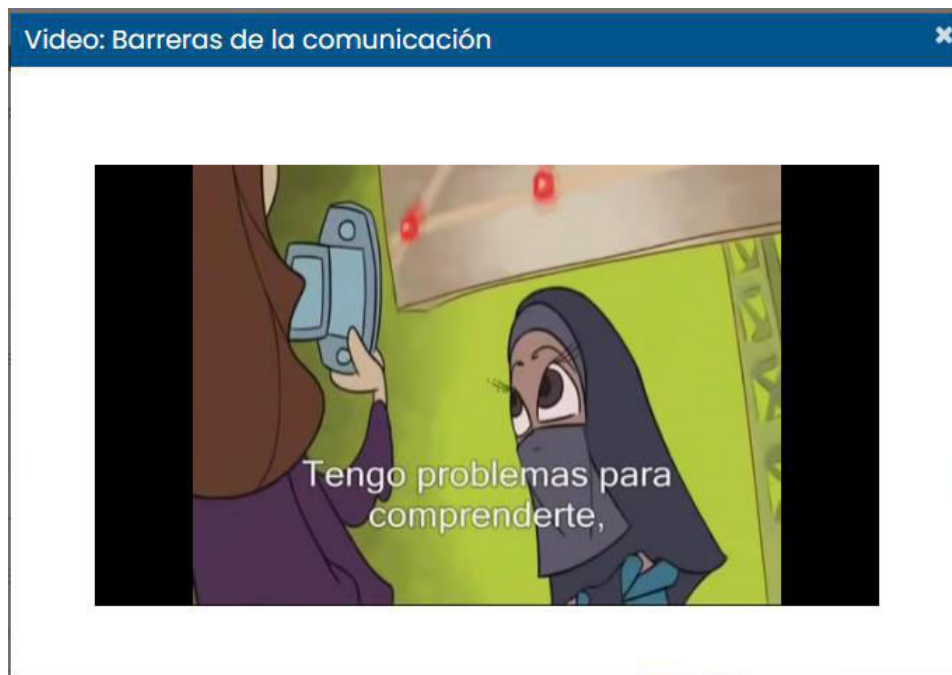 Video: Barreras de la comunicación
Tengo problemas para
comprenderte,